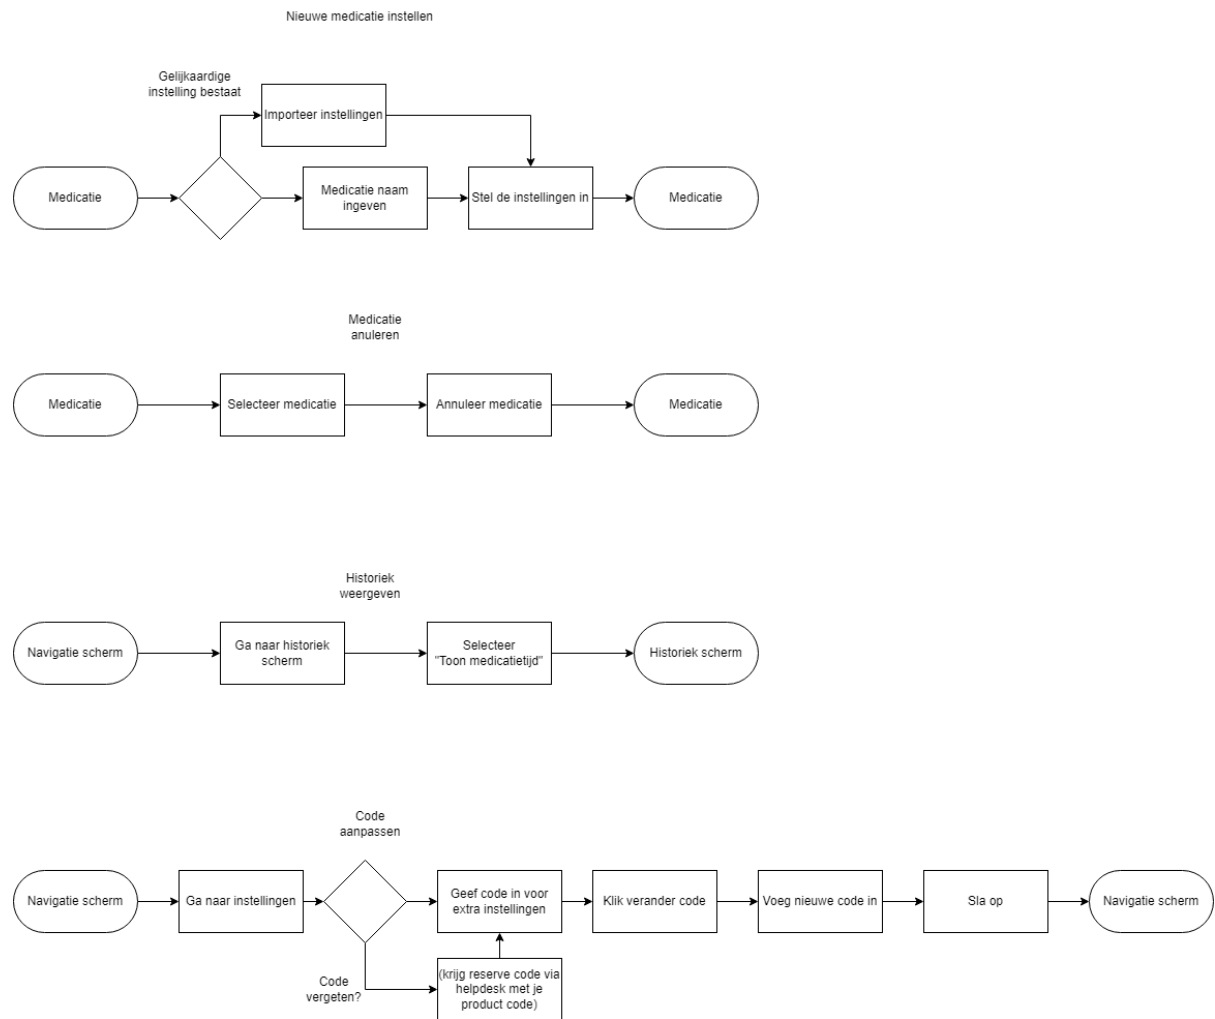 Nieuwe medicatie instellen
Gelijkaardige
instelling bestaat
Importeer instellingen
Medicatie
Medicatie naam
ingeven
Stel de instellingen in
Medicatie
Medicatie
anuleren
Medicatie
Selecteer medicatie
Annuleer medicatie
Medicatie
Historiek
weergeven
Navigatie scherm
Ga naar historiek
scherm
Selecteer
"Toon medicatietijd"
Historiek scherm
Code
aanpassen
Navigatie scherm
Ga naar instellingen
Geef code in voor
extra instellingen
Klik verander code
Voeg nieuwe code in
Sla op
Navigatie scherm
Code
vergeten?
(krijg reserve code via
helpdesk met je
product code)